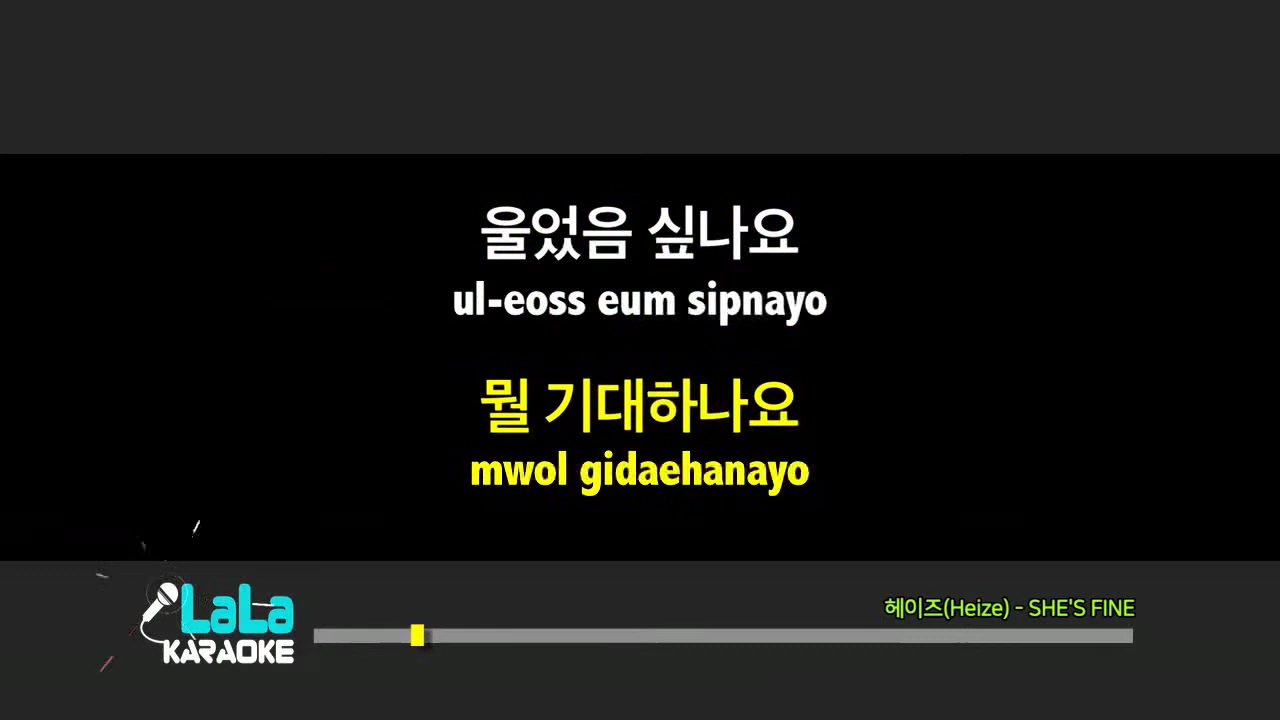 울었음 싶나요
ul-eoss eum sipnayo
뭘 기대하나요
mwol gidaehanayo
헤이즈(Heize) - SHE'S FINE
LaLa
KARAOKE